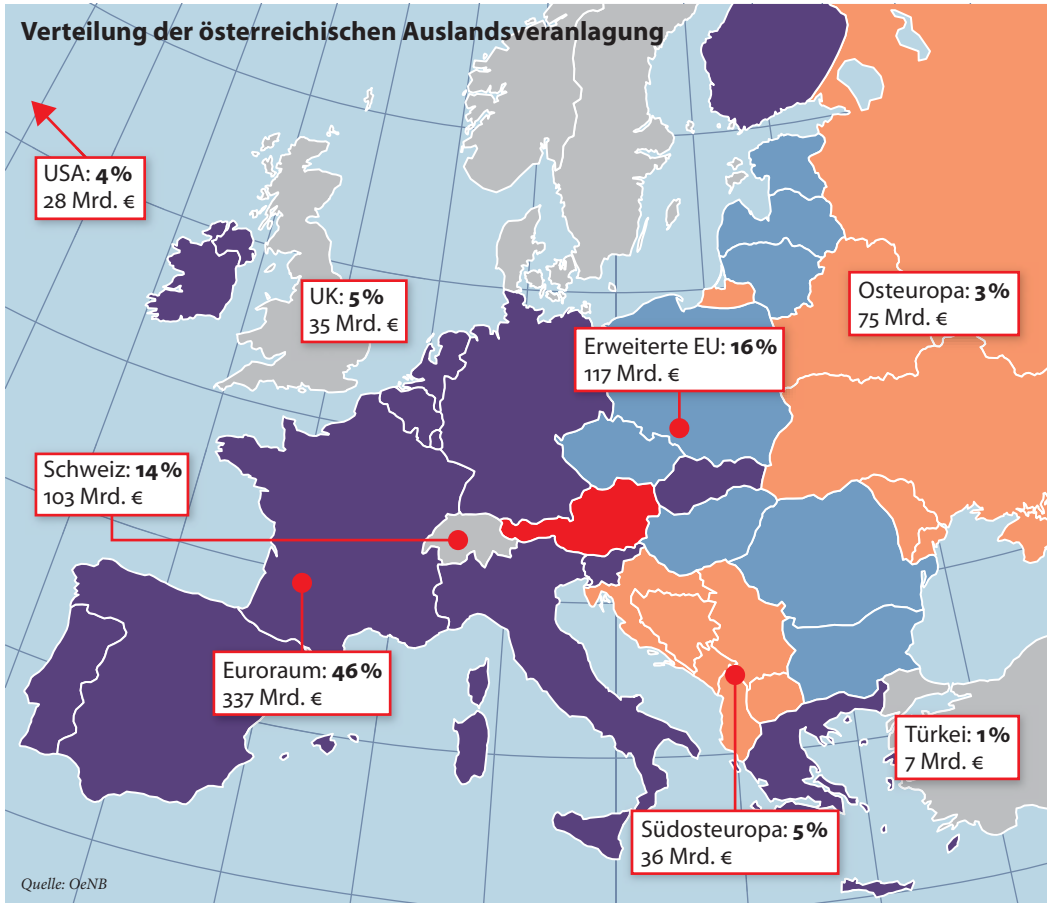 Verteilung der österreichischen Auslandsveranlagung
USA: 4 %
28 Mrd. €
UK: 5 %
35 Mrd. €
Osteuropa: 3 %
75 Mrd. €
Erweiterte EU: 16 %
117 Mrd. €
Schweiz: 14 %
103 Mrd. €
Euroraum: 46 %
337 Mrd. €
Türkei: 1 %
7 Mrd. €
Südosteuropa: 5 %
36 Mrd. €
Quelle: OeNB